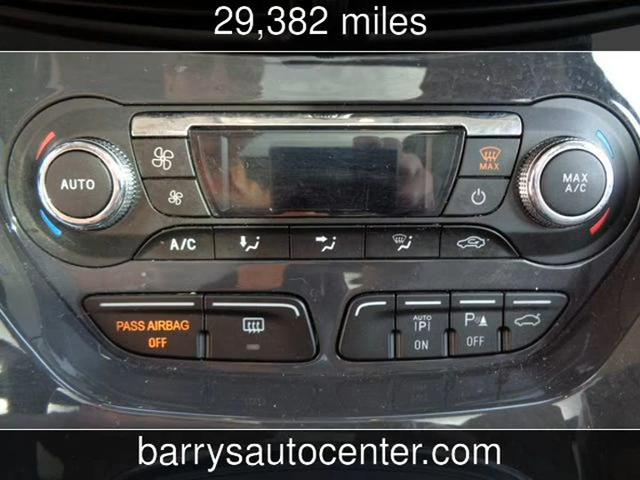 29,382 miles
AUTO
MAX
MAX
A/C
A/C
PASS AIRBAG
OFF
AUTO
P
ON
P
OFF
barrysautocenter.com